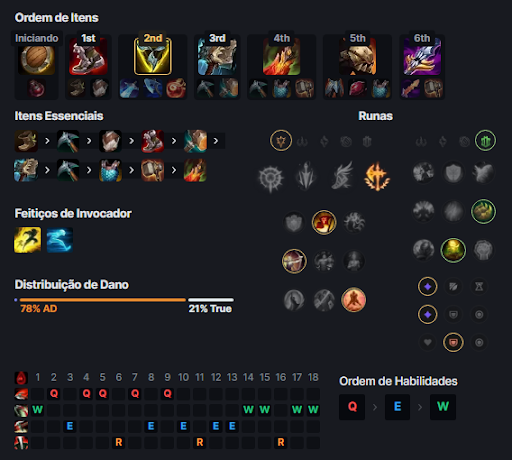 Ordem de Itens
Iniciando 1st 2nd 3rd 4th 5th 6th
Itens Essenciais
Runas
> > > > >
> > > >
Feitiços de Invocador
Distribuição de Dano
78% AD 21% True
1 2 3 4 5 6 7 8 9 10 11 12 13 14 15 16 17 18
Q Q Q Q Q
W W W W W
E E E E E
R R R
Ordem de Habilidades
Q > E > W